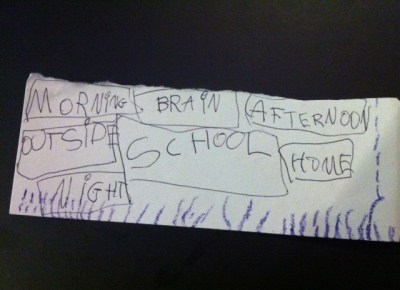 MORNING BRAIN AFTERNOON
OUTSIDE SCHOOL HOME
NIGHT